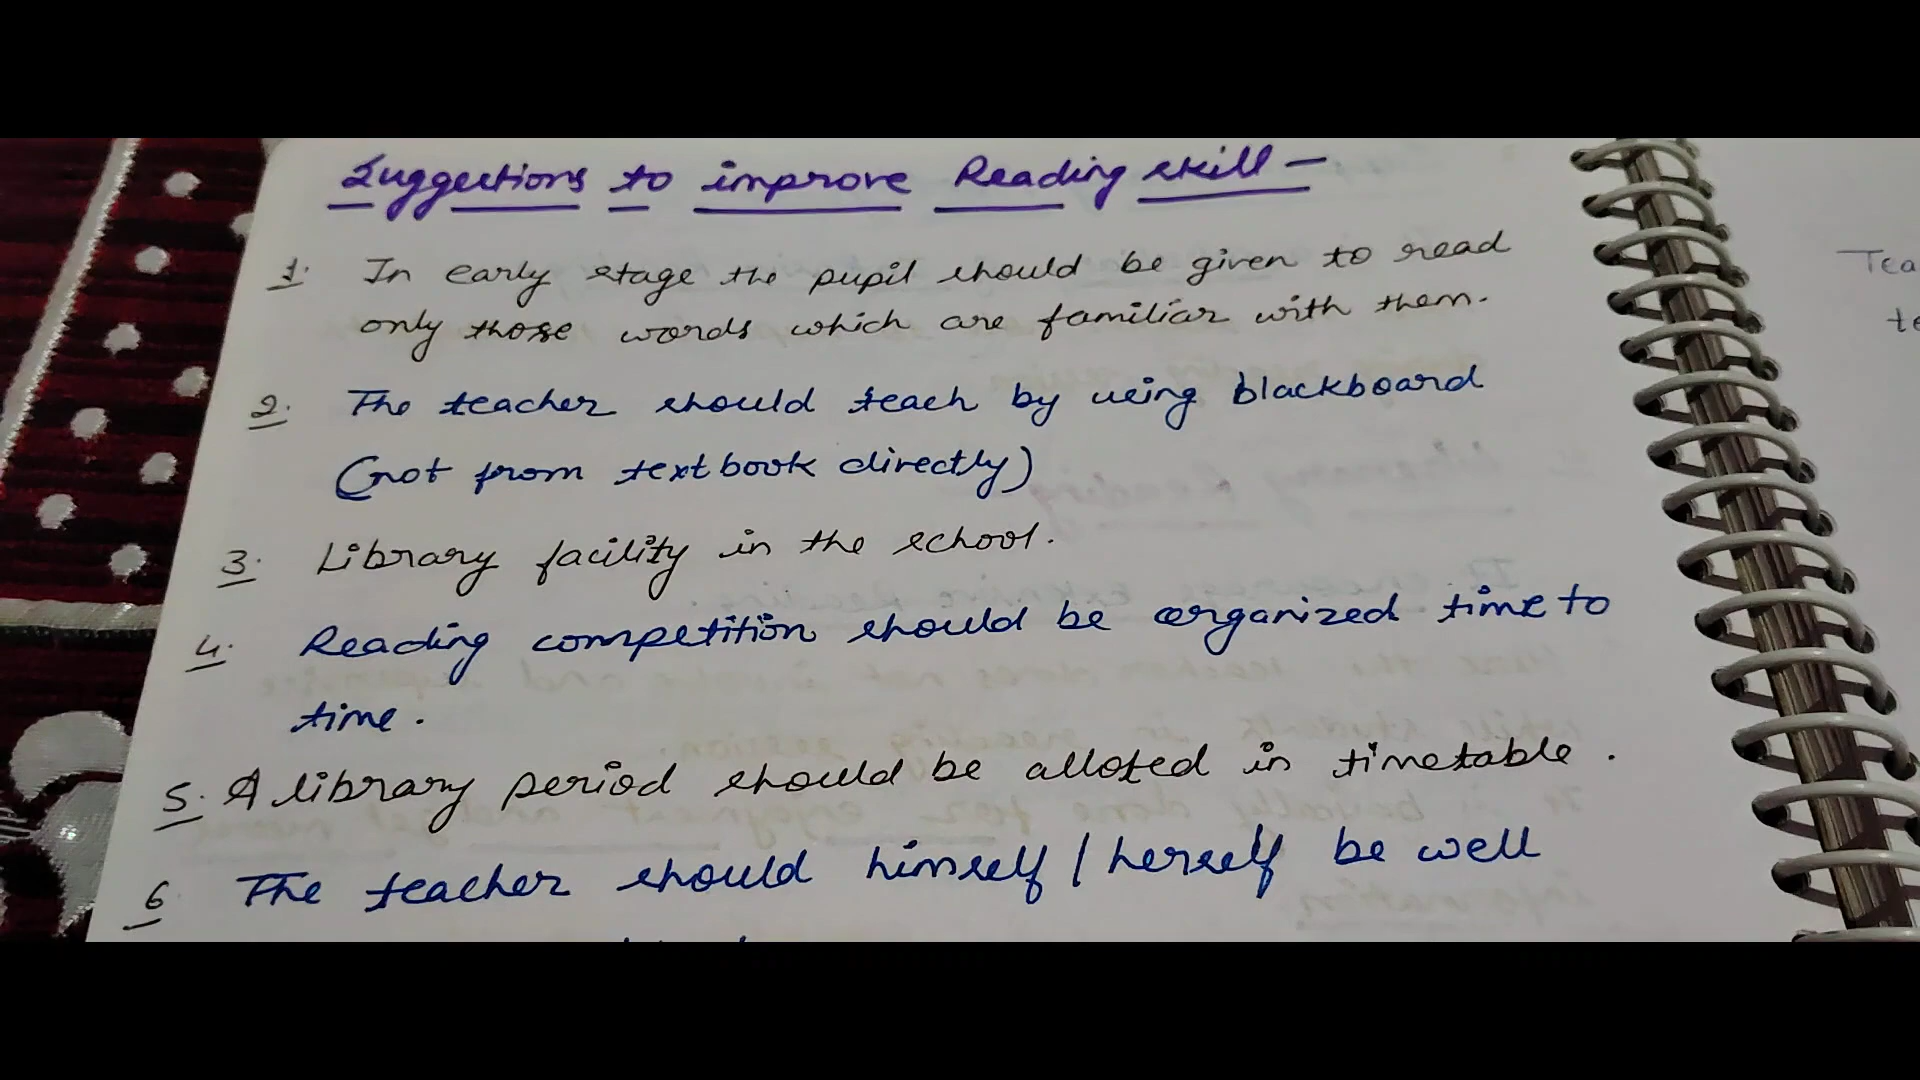 Suggestions to improve Reading skill -
1. In early stage the pupil should be given to read
only those words which are familiar with them.
2. The teacher should teach by using blackboard
(not from textbook directly)
3. Library facility in the school.
4. Reading competition should be organized time to
time.
5. A library period should be alloted in timetable.
6 The teacher should himself / herself be well